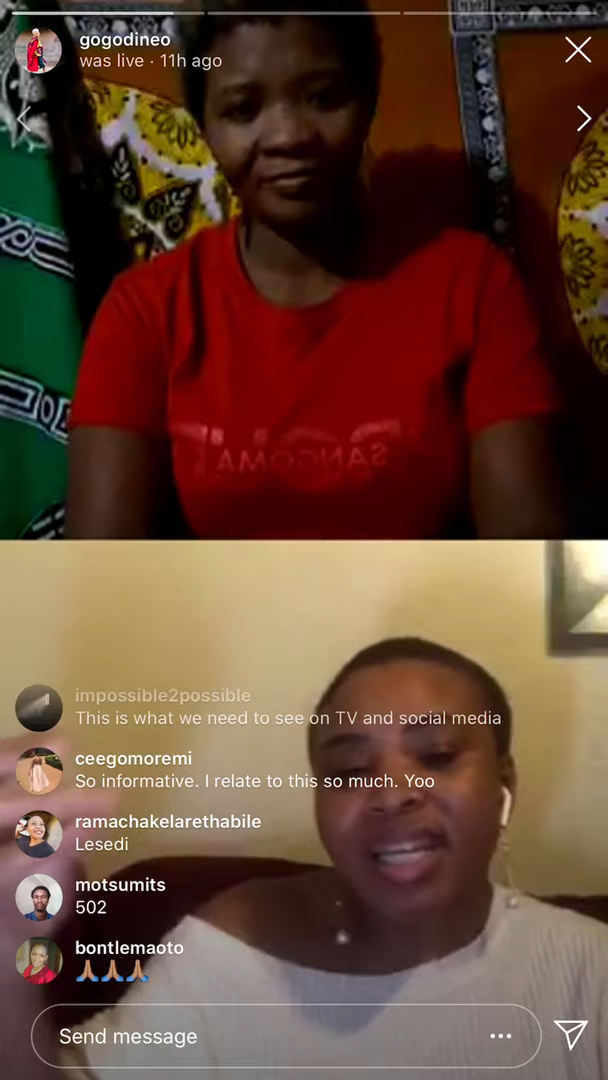 gogodineo
was live · 11h ago
SANGOMA
impossible2possible
This is what we need to see on TV and social media
ceegomoremi
So informative. I relate to this so much. Yoo
ramachakelarethabile
Lesedi
motsumits
502
bontlemaoto
🙏🏽🙏🏽🙏🏽
Send message